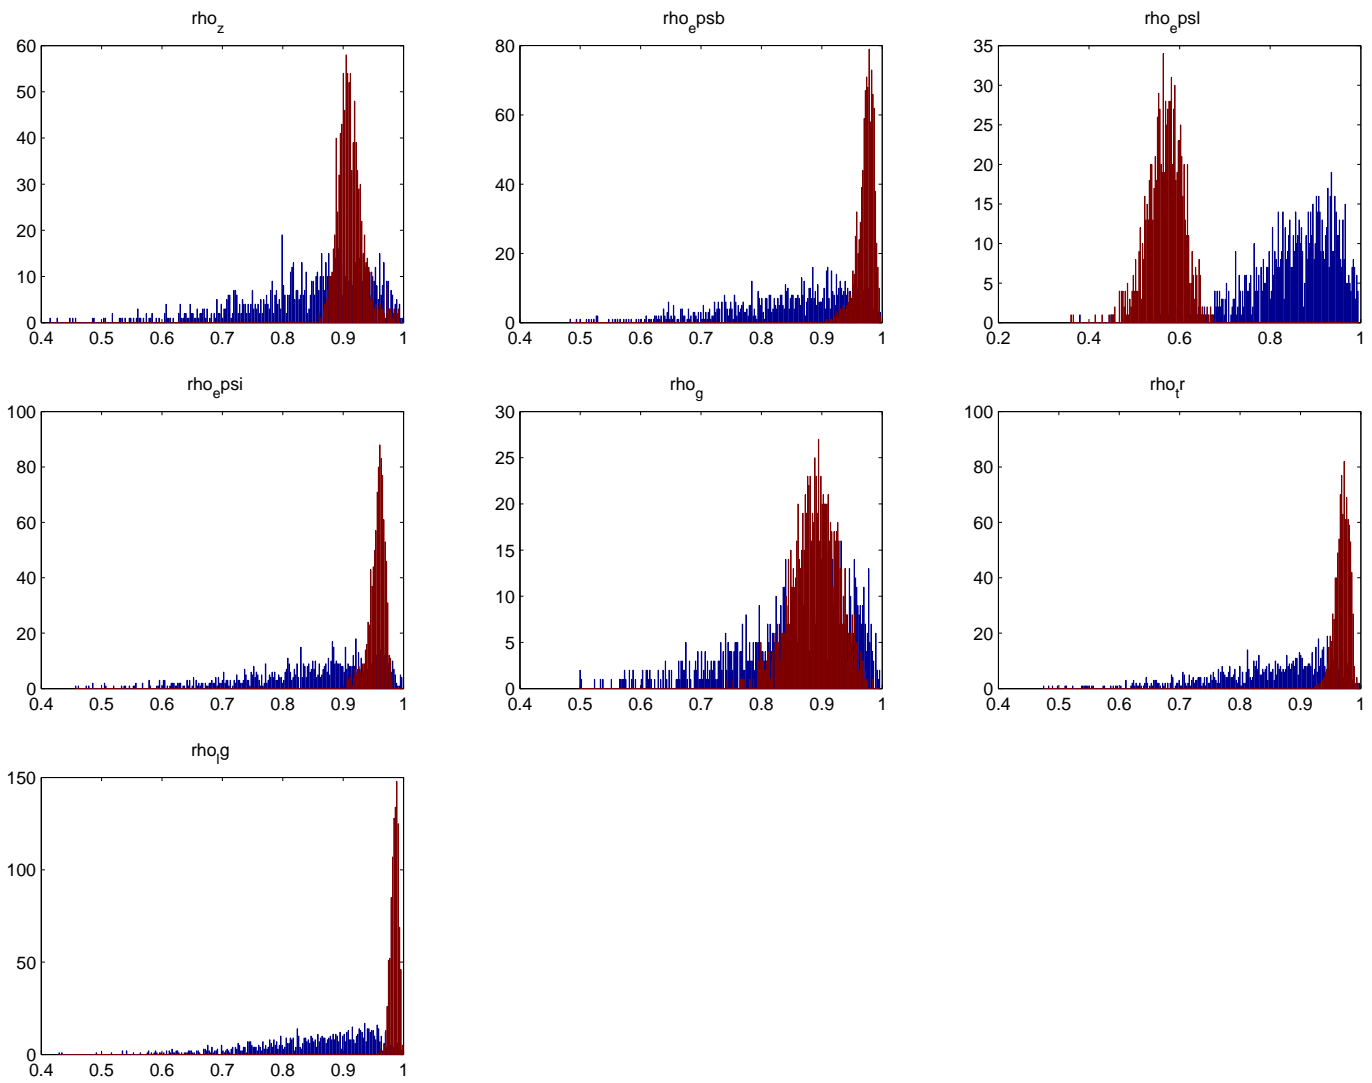 rho_z rho_epsb rho_epsl
60 80 35
50 30
40 60 25
30 40 20
20 15
10 20 10
5
0 0 0
0.4 0.5 0.6 0.7 0.8 0.9 1 0.4 0.5 0.6 0.7 0.8 0.9 1 0.2 0.4 0.6 0.8 1
rho_epsi rho_g rho_tr
100 30 100
80 25 80
60 20 60
40 15 40
10
20 5 20
0 0 0
0.4 0.5 0.6 0.7 0.8 0.9 1 0.4 0.5 0.6 0.7 0.8 0.9 1 0.4 0.5 0.6 0.7 0.8 0.9 1
rho_lg
150
100
50
0
0.4 0.5 0.6 0.7 0.8 0.9 1